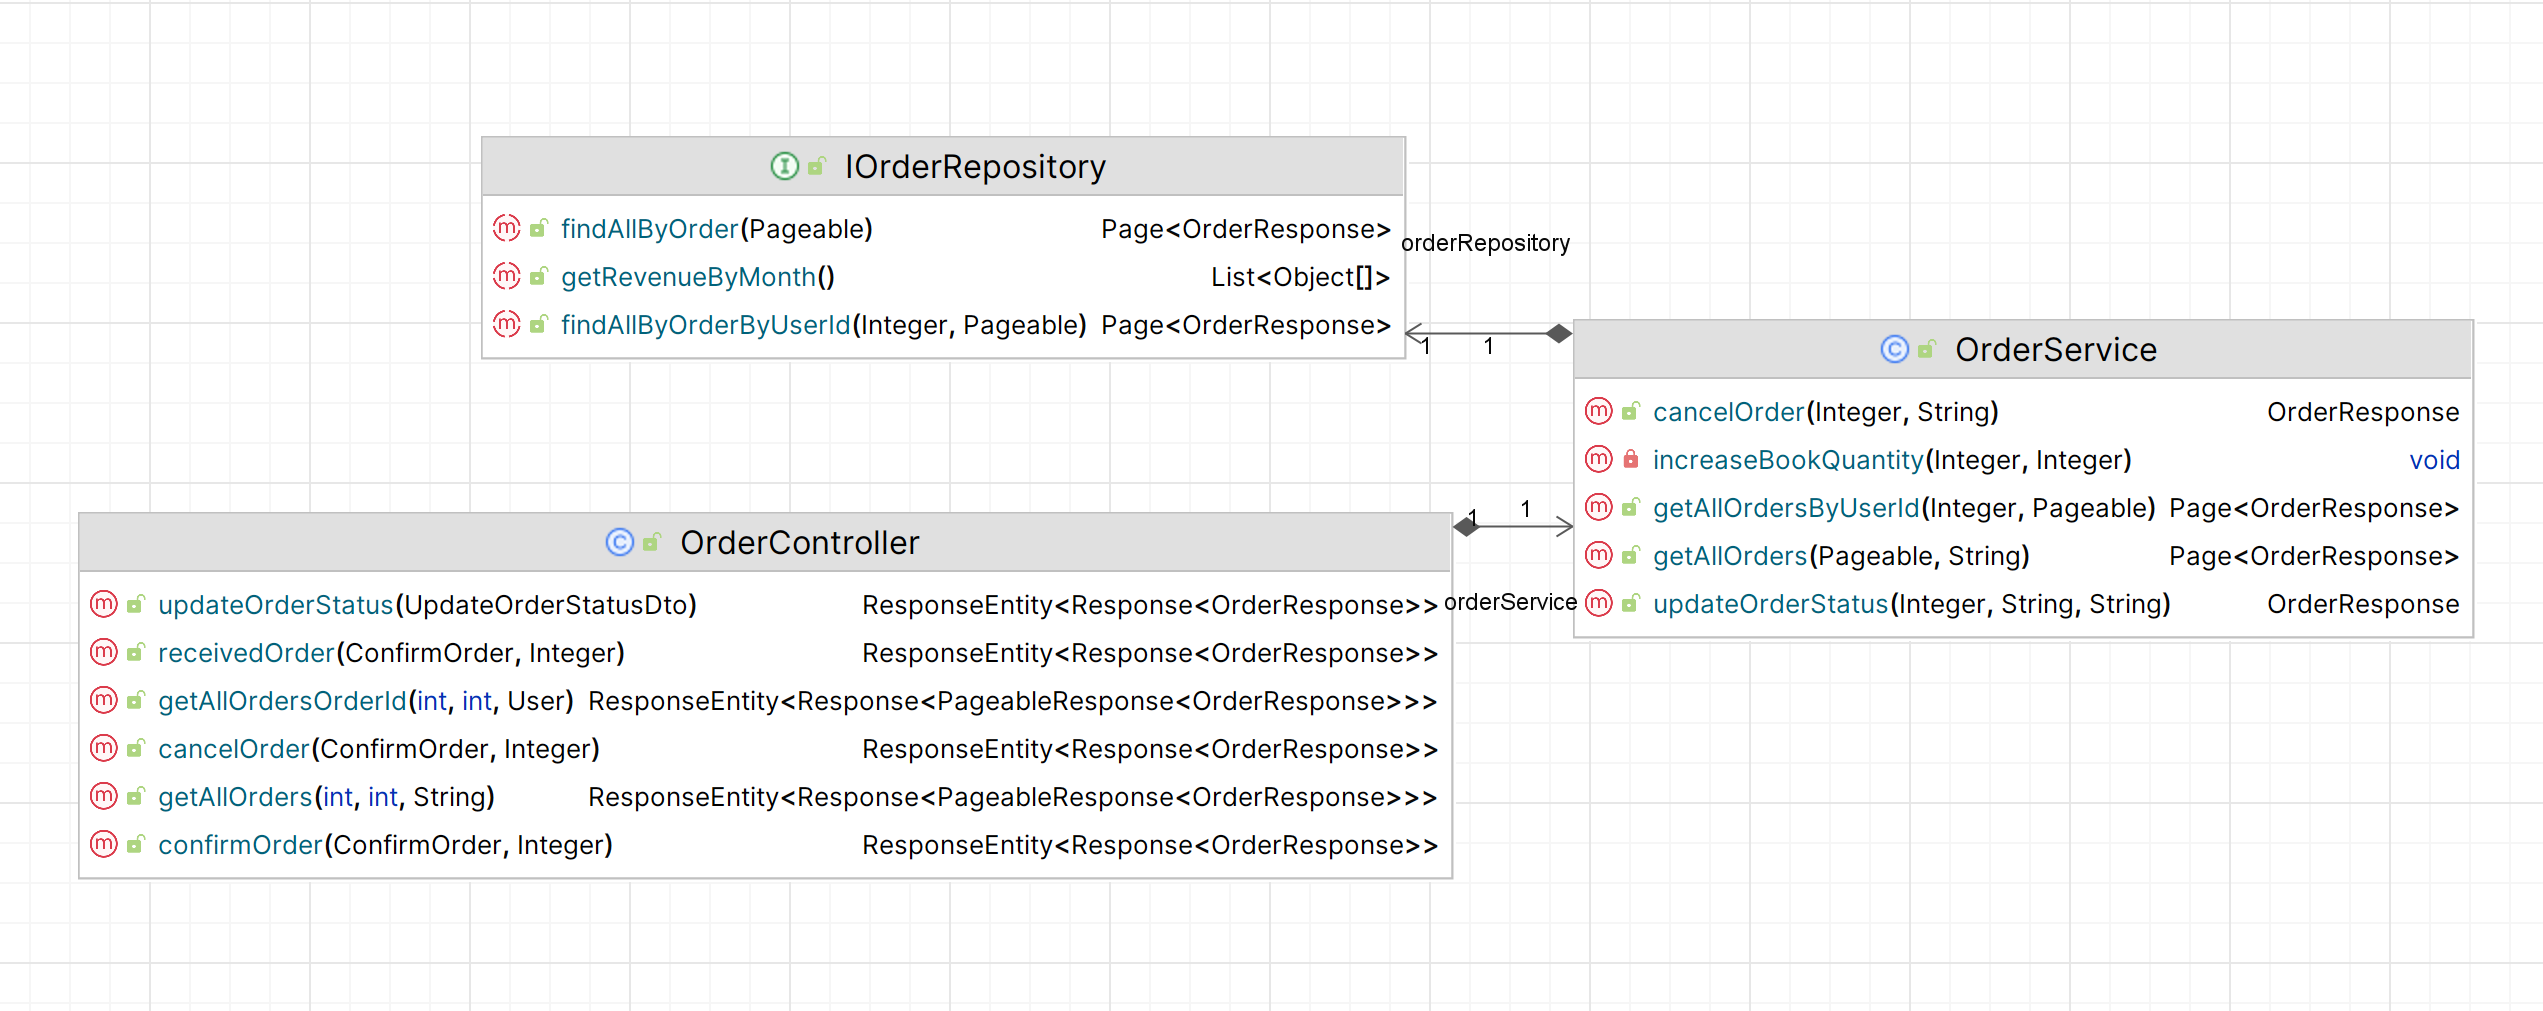 IOrderRepository
findAllByOrder(Pageable) Page<OrderResponse>
getRevenueByMonth() List<Object[]>
findAllByOrderByUserId(Integer, Pageable) Page<OrderResponse>
orderRepository
1 1
OrderService
cancelOrder(Integer, String) OrderResponse
increaseBookQuantity(Integer, Integer) void
getAllOrdersByUserId(Integer, Pageable) Page<OrderResponse>
getAllOrders(Pageable, String) Page<OrderResponse>
updateOrderStatus(Integer, String, String) OrderResponse
1 1
orderService
OrderController
updateOrderStatus(UpdateOrderStatusDto) ResponseEntity<Response<OrderResponse>>
receivedOrder(ConfirmOrder, Integer) ResponseEntity<Response<OrderResponse>>
getAllOrdersOrderId(int, int, User) ResponseEntity<Response<PageableResponse<OrderResponse>>>
cancelOrder(ConfirmOrder, Integer) ResponseEntity<Response<OrderResponse>>
getAllOrders(int, int, String) ResponseEntity<Response<PageableResponse<OrderResponse>>>
confirmOrder(ConfirmOrder, Integer) ResponseEntity<Response<OrderResponse>>